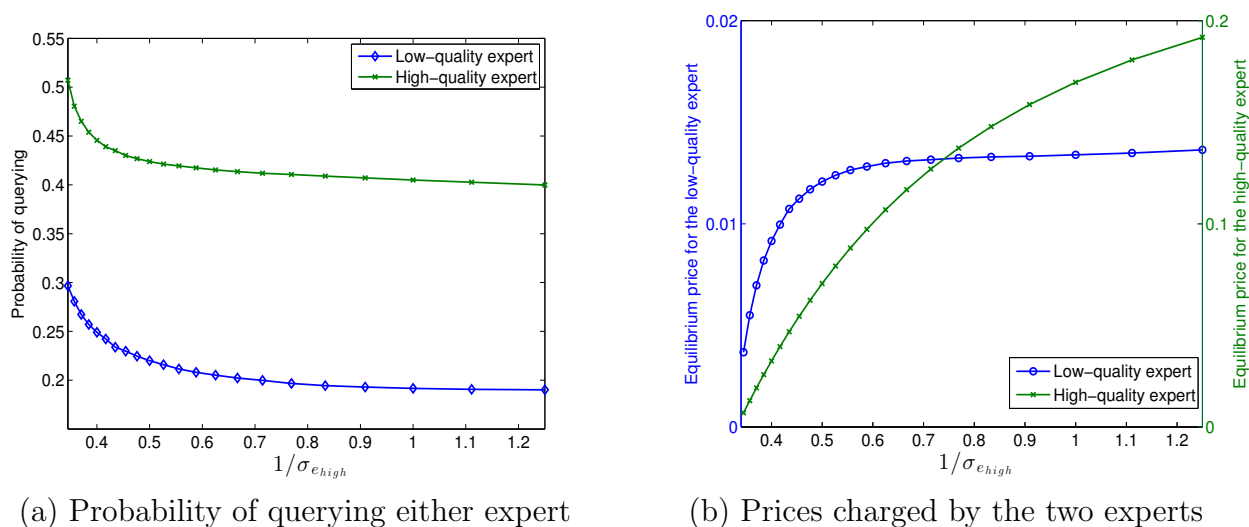 0.55
0.5
0.45
0.4
0.35
0.3
0.25
0.2
Probability of querying
Low−quality expert
High−quality expert
0.4 0.5 0.6 0.7 0.8 0.9 1 1.1 1.2
1/σ_{e_{high}}
(a) Probability of querying either expert
0.02
0.01
0
Equilibrium price for the low−quality expert
0.2
0.1
0
Equilibrium price for the high−quality expert
Low−quality expert
High−quality expert
0.4 0.5 0.6 0.7 0.8 0.9 1 1.1 1.2
1/σ_{e_{high}}
(b) Prices charged by the two experts